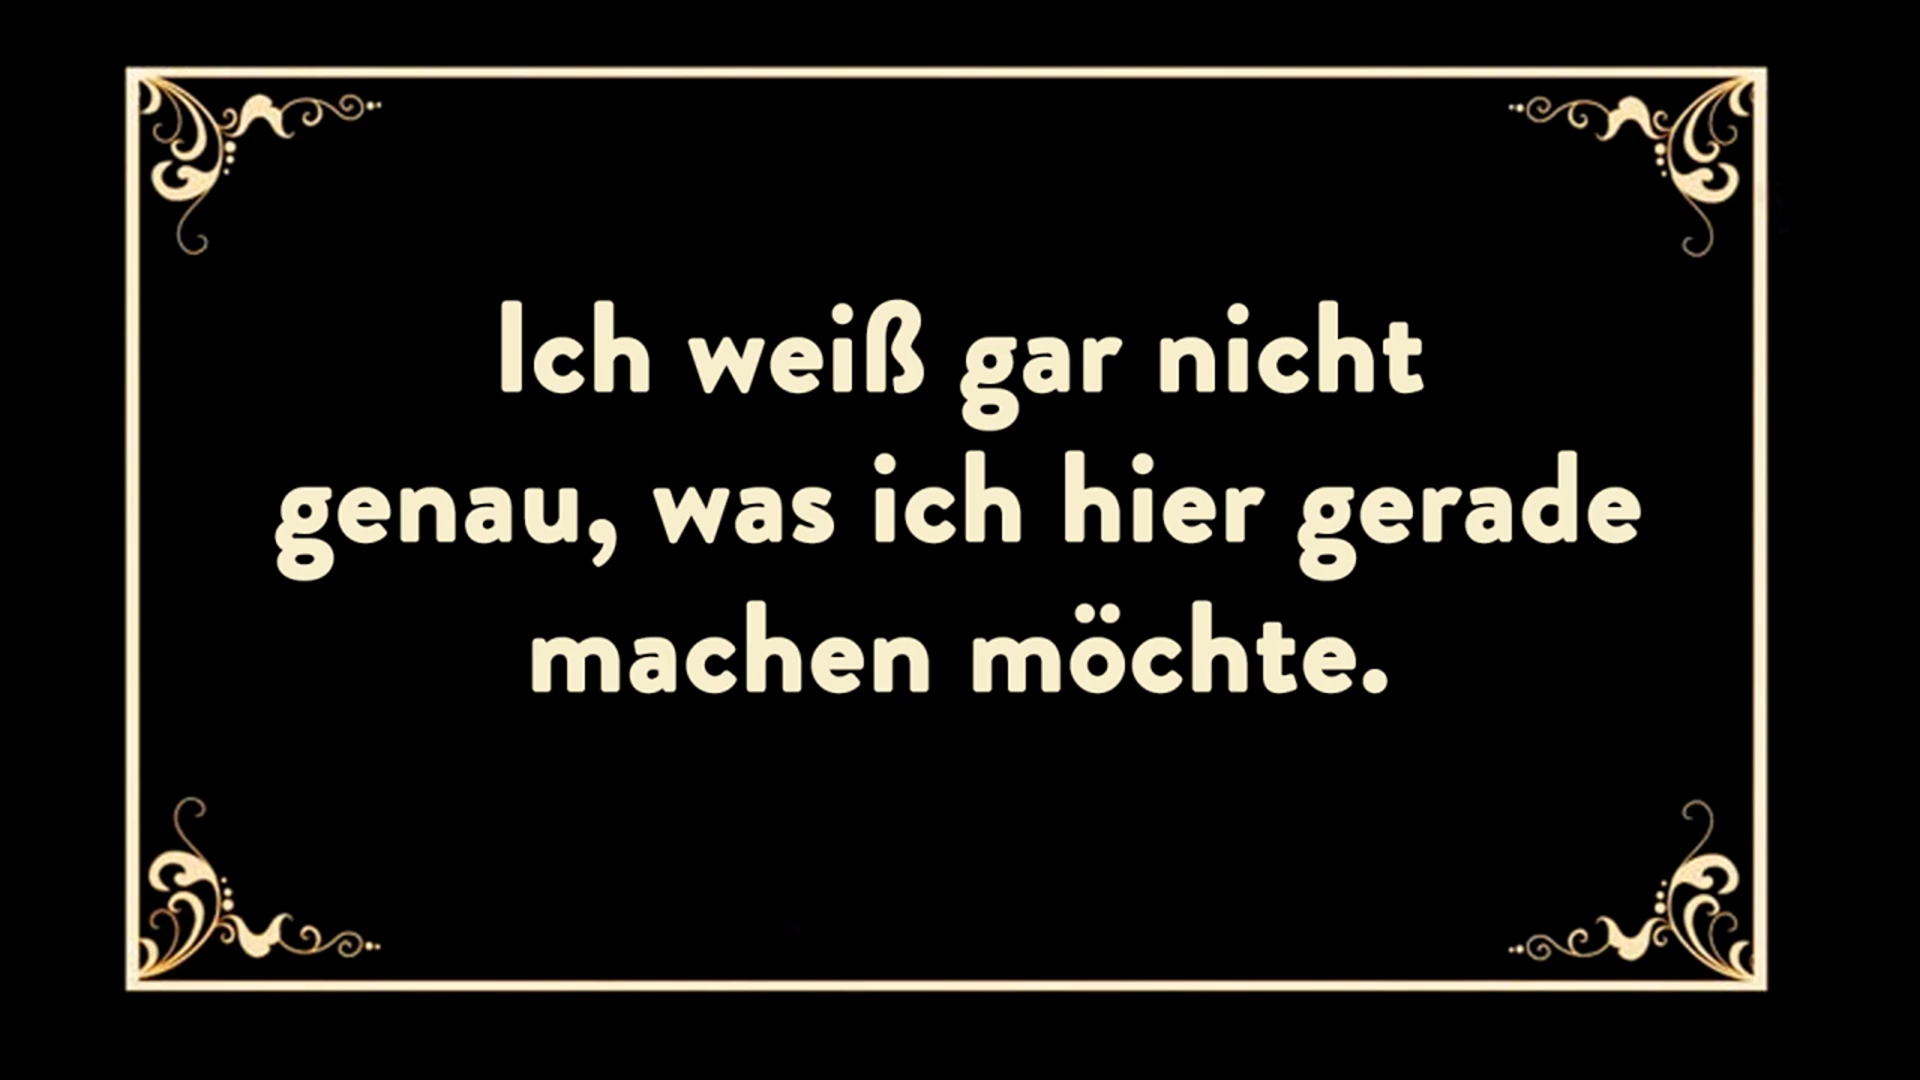 Ich weiß gar nicht
genau, was ich hier gerade
machen möchte.